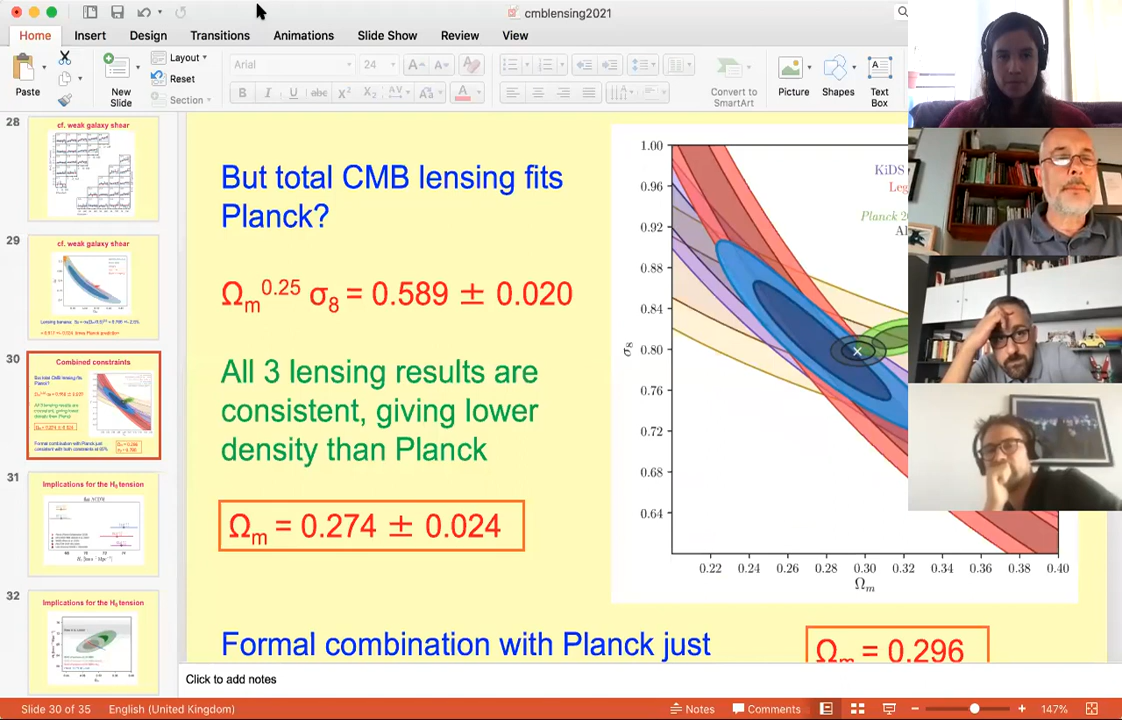 cmblensing2021
Home Insert Design Transitions Animations Slide Show Review View
Paste
New
Slide
Layout
Reset
Section
Arial 24
Convert to
SmartArt
Picture
Shapes
Text
Box
28
cf. weak galaxy shear
29
cf. weak galaxy shear
30
Combined constraints
31
Implications for the H0 tension
32
Implications for the H0 tension
But total CMB lensing fits
Planck?
Ωm^0.25 σ8 = 0.589 ± 0.020
All 3 lensing results are
consistent, giving lower
density than Planck
Ωm = 0.274 ± 0.024
Formal combination with Planck just
Ωm = 0.296
KiDS
Leg
Planck 2
Al
1.00
0.96
0.92
0.88
0.84
0.80
0.76
0.72
0.68
0.64
σ8
0.22 0.24 0.26 0.28 0.30 0.32 0.34 0.36 0.38 0.40
Ωm
Click to add notes
Slide 30 of 35 English (United Kingdom) Notes Comments 147%